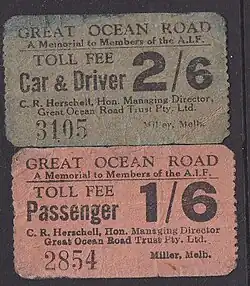 GREAT OCEAN ROAD
A Memorial to Members of the A.I.F.
TOLL FEE
Car & Driver 2/6
C. R. Herschell, Hon. Managing Director,
Great Ocean Road Trust Pty. Ltd.
3105 Miller, Melb.
GREAT OCEAN ROAD
A Memorial to Members of the A.I.F.
TOLL FEE
Passenger 1/6
C. R. Herschell, Hon. Managing Director
Great Ocean Road Trust Pty. Ltd.
2854 Miller, Melb.